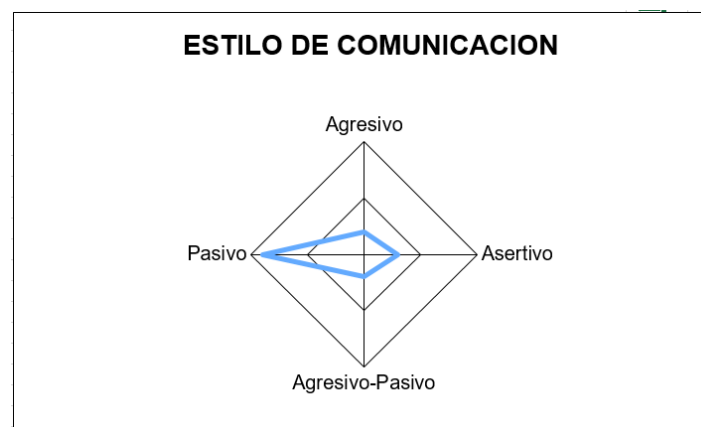 ESTILO DE COMUNICACION
Agresivo
Pasivo
Asertivo
Agresivo-Pasivo